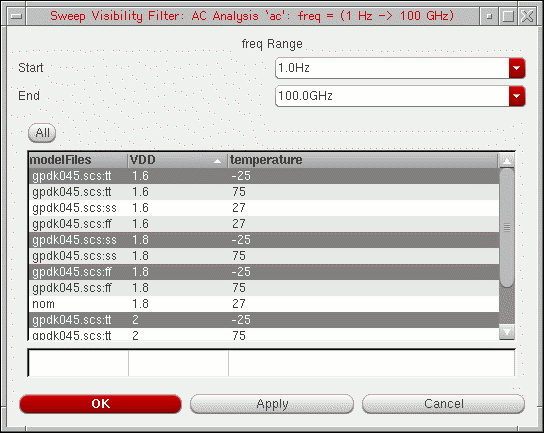 Sweep Visibility Filter: AC Analysis 'ac': freq = (1 Hz -> 100 GHz)
freq Range
Start 1.0Hz
End 100.0GHz
All
modelFiles VDD temperature
gpdk045.scs:tt 1.6 -25
gpdk045.scs:tt 1.6 75
gpdk045.scs:ss 1.6 27
gpdk045.scs:ff 1.6 27
gpdk045.scs:ss 1.8 -25
gpdk045.scs:ss 1.8 75
gpdk045.scs:ff 1.8 -25
gpdk045.scs:ff 1.8 75
nom 1.8 27
gpdk045.scs:tt 2 -25
gpdk045.scs:tt 2 75
OK Apply Cancel